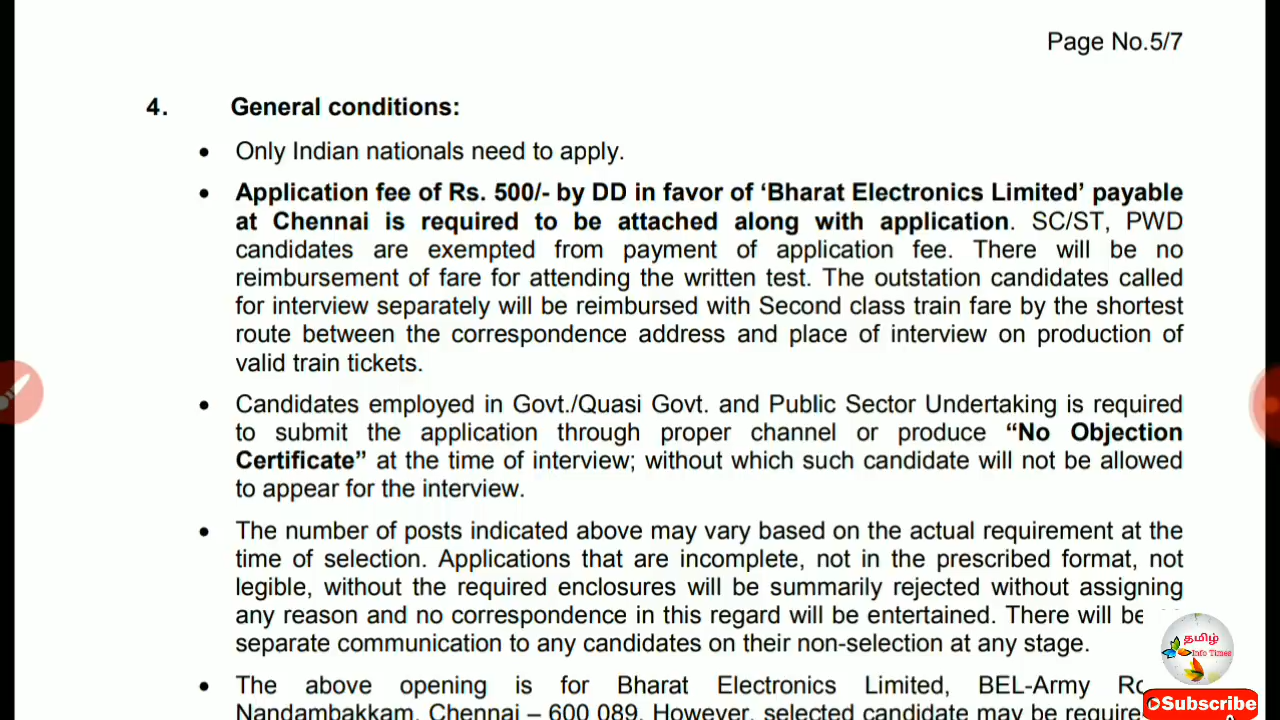 Page No.5/7
4. General conditions:
• Only Indian nationals need to apply.
• Application fee of Rs. 500/- by DD in favor of ‘Bharat Electronics Limited’ payable
at Chennai is required to be attached along with application. SC/ST, PWD
candidates are exempted from payment of application fee. There will be no
reimbursement of fare for attending the written test. The outstation candidates called
for interview separately will be reimbursed with Second class train fare by the shortest
route between the correspondence address and place of interview on production of
valid train tickets.
• Candidates employed in Govt./Quasi Govt. and Public Sector Undertaking is required
to submit the application through proper channel or produce “No Objection
Certificate” at the time of interview; without which such candidate will not be allowed
to appear for the interview.
• The number of posts indicated above may vary based on the actual requirement at the
time of selection. Applications that are incomplete, not in the prescribed format, not
legible, without the required enclosures will be summarily rejected without assigning
any reason and no correspondence in this regard will be entertained. There will be
separate communication to any candidates on their non-selection at any stage.
• The above opening is for Bharat Electronics Limited, BEL-Army
Nandambakkam, Chennai – 600 089. However, selected candidate may be
தமிழ்
Info Times
Subscribe